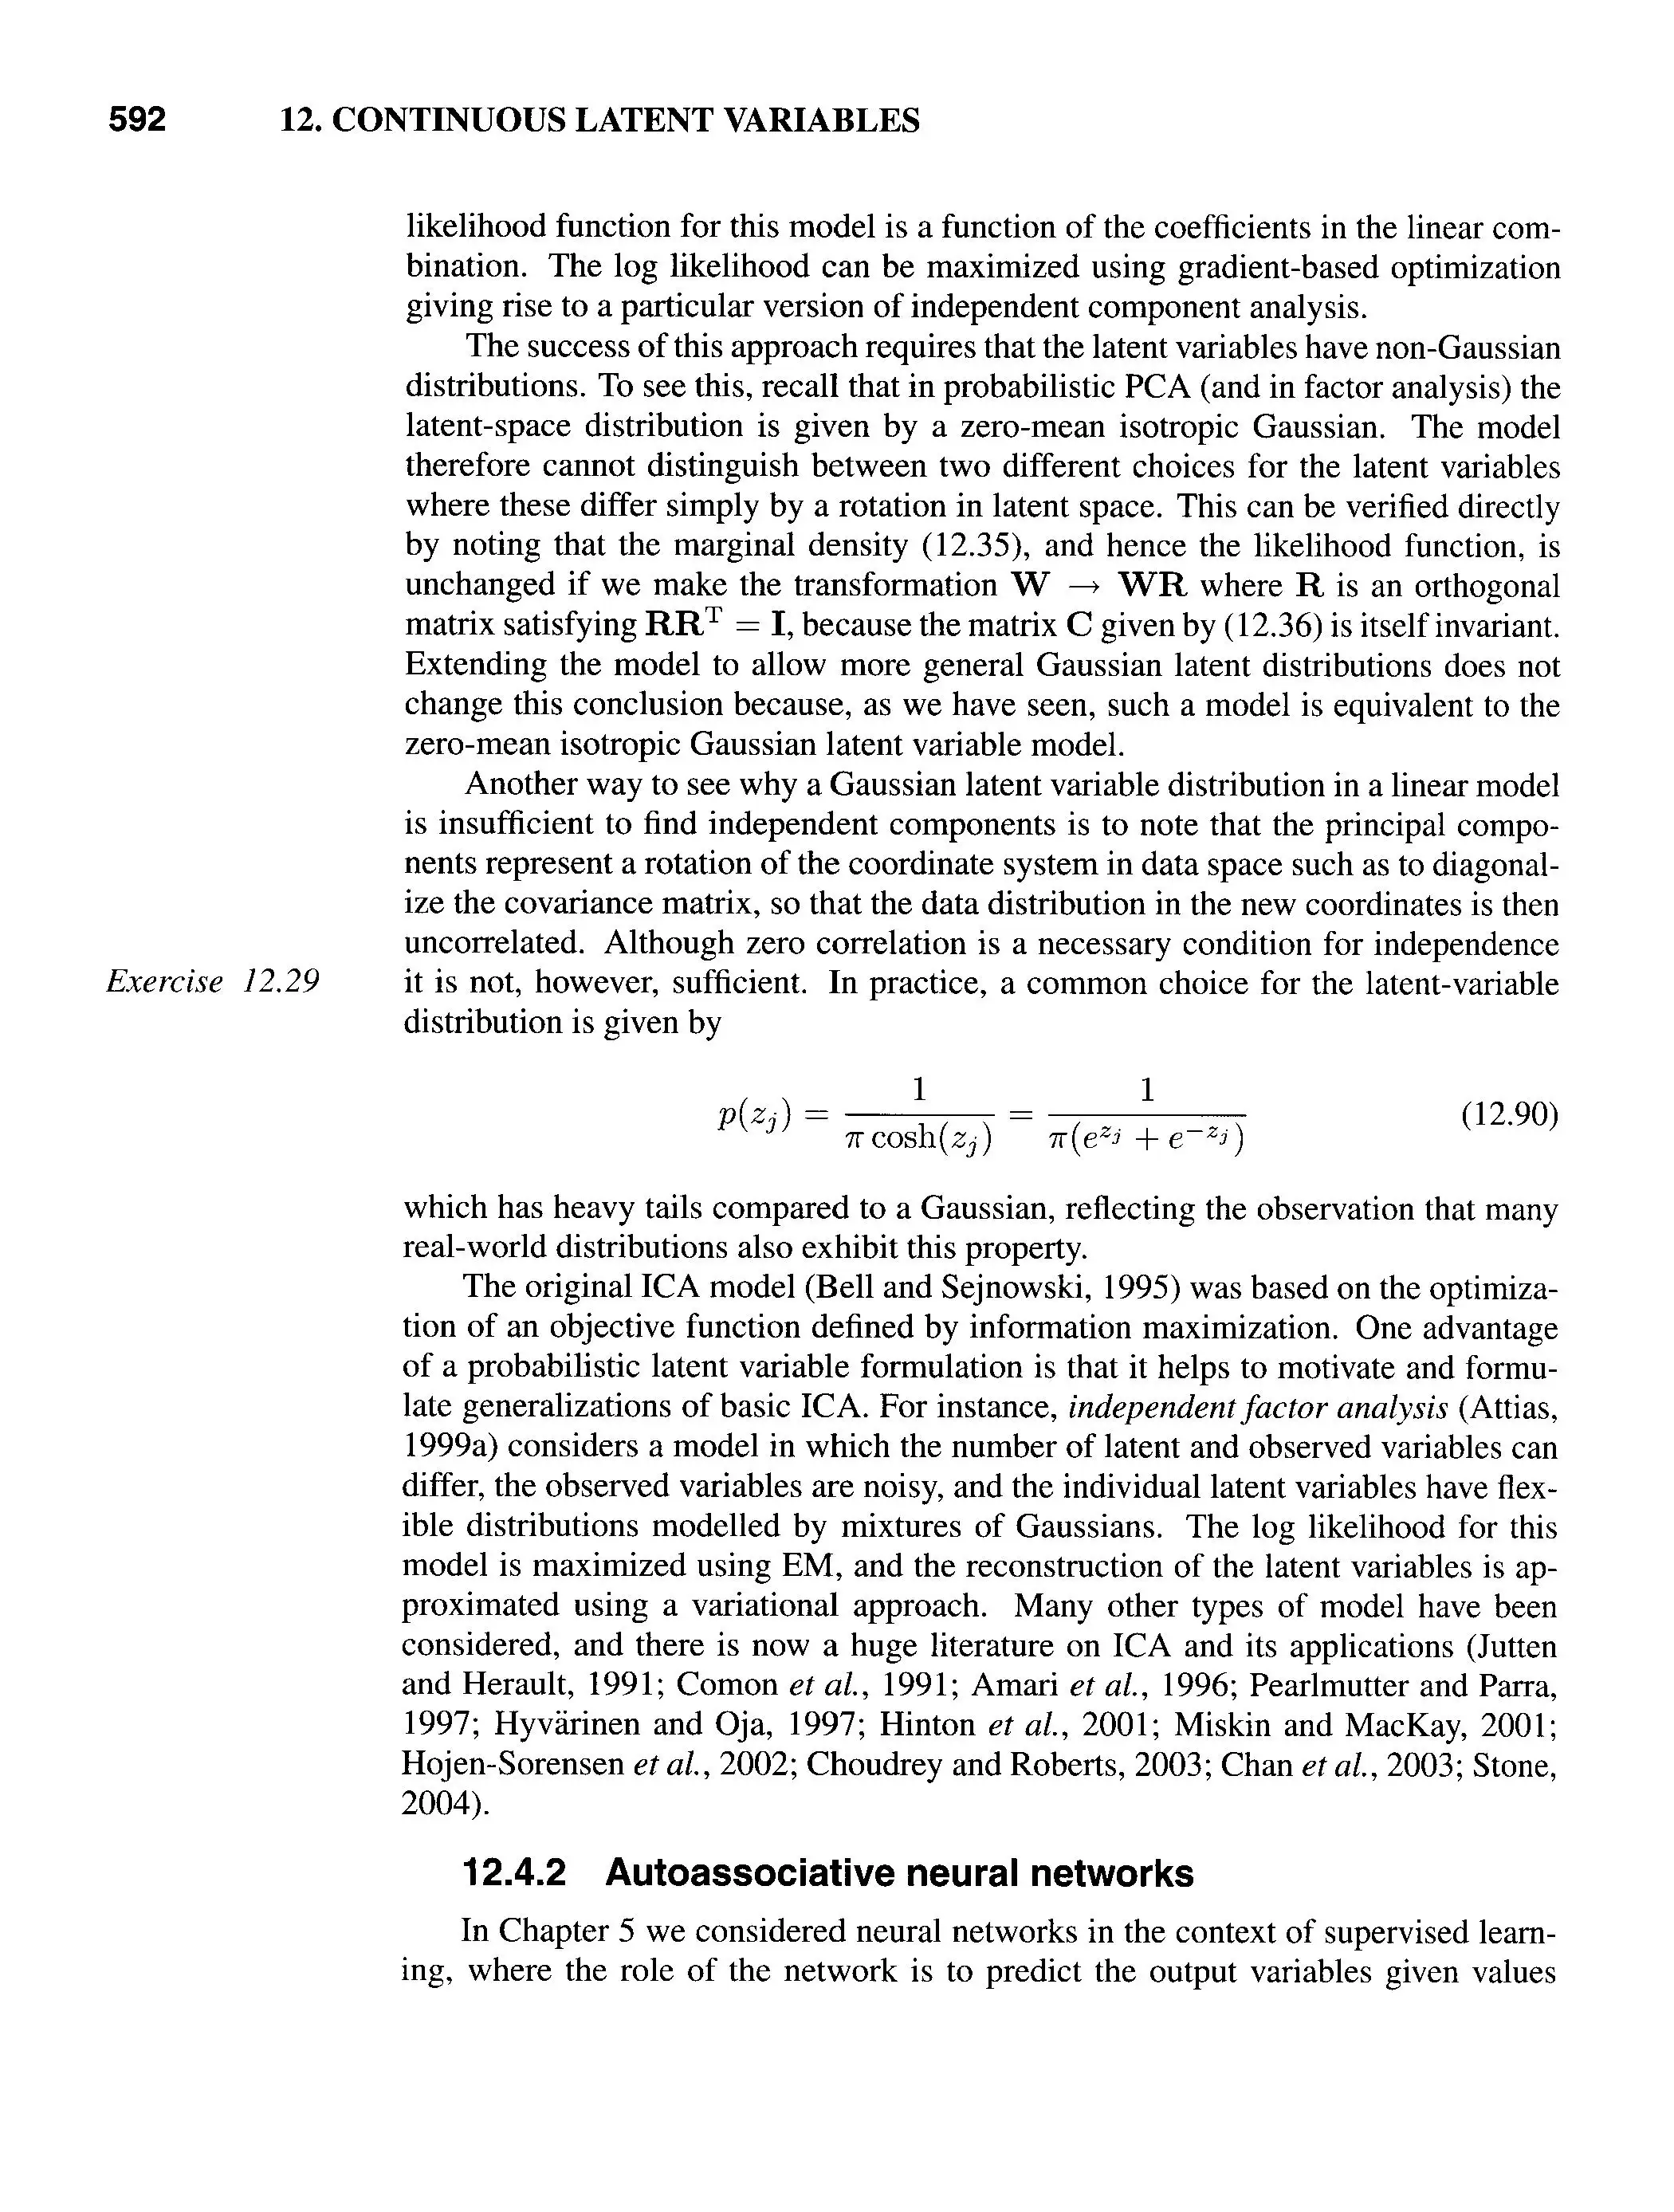 592 12. CONTINUOUS LATENT VARIABLES
likelihood function for this model is a function of the coefficients in the linear com-
bination. The log likelihood can be maximized using gradient-based optimization
giving rise to a particular version of independent component analysis.
The success of this approach requires that the latent variables have non-Gaussian
distributions. To see this, recall that in probabilistic PCA (and in factor analysis) the
latent-space distribution is given by a zero-mean isotropic Gaussian. The model
therefore cannot distinguish between two different choices for the latent variables
where these differ simply by a rotation in latent space. This can be verified directly
by noting that the marginal density (12.35), and hence the likelihood function, is
unchanged if we make the transformation W → WR where R is an orthogonal
matrix satisfying RRᵀ = I, because the matrix C given by (12.36) is itself invariant.
Extending the model to allow more general Gaussian latent distributions does not
change this conclusion because, as we have seen, such a model is equivalent to the
zero-mean isotropic Gaussian latent variable model.
Another way to see why a Gaussian latent variable distribution in a linear model
is insufficient to find independent components is to note that the principal compo-
nents represent a rotation of the coordinate system in data space such as to diagonal-
ize the covariance matrix, so that the data distribution in the new coordinates is then
uncorrelated. Although zero correlation is a necessary condition for independence
Exercise 12.29 it is not, however, sufficient. In practice, a common choice for the latent-variable
distribution is given by
p(z_j) = 1 / (π cosh(z_j)) = 1 / (π(e^{z_j} + e^{−z_j})) (12.90)
which has heavy tails compared to a Gaussian, reflecting the observation that many
real-world distributions also exhibit this property.
The original ICA model (Bell and Sejnowski, 1995) was based on the optimiza-
tion of an objective function defined by information maximization. One advantage
of a probabilistic latent variable formulation is that it helps to motivate and formu-
late generalizations of basic ICA. For instance, independent factor analysis (Attias,
1999a) considers a model in which the number of latent and observed variables can
differ, the observed variables are noisy, and the individual latent variables have flex-
ible distributions modelled by mixtures of Gaussians. The log likelihood for this
model is maximized using EM, and the reconstruction of the latent variables is ap-
proximated using a variational approach. Many other types of model have been
considered, and there is now a huge literature on ICA and its applications (Jutten
and Herault, 1991; Comon et al., 1991; Amari et al., 1996; Pearlmutter and Parra,
1997; Hyvärinen and Oja, 1997; Hinton et al., 2001; Miskin and MacKay, 2001;
Hojen-Sorensen et al., 2002; Choudrey and Roberts, 2003; Chan et al., 2003; Stone,
2004).
12.4.2 Autoassociative neural networks
In Chapter 5 we considered neural networks in the context of supervised learn-
ing, where the role of the network is to predict the output variables given values